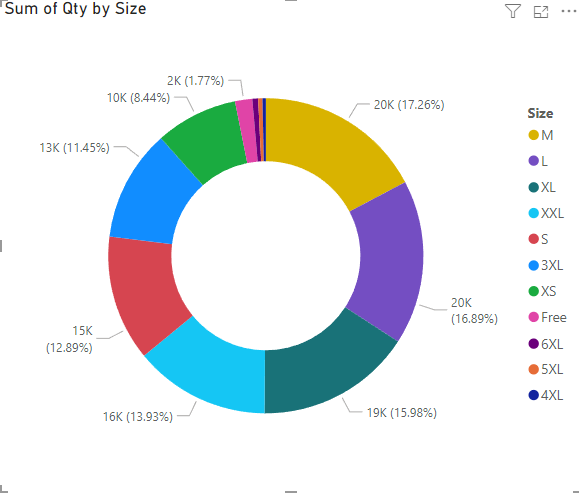 Sum of Qty by Size
2K (1.77%)
10K (8.44%)
20K (17.26%)
13K (11.45%)
20K
(16.89%)
15K
(12.89%)
16K (13.93%)
19K (15.98%)
Size
M
L
XL
XXL
S
3XL
XS
Free
6XL
5XL
4XL